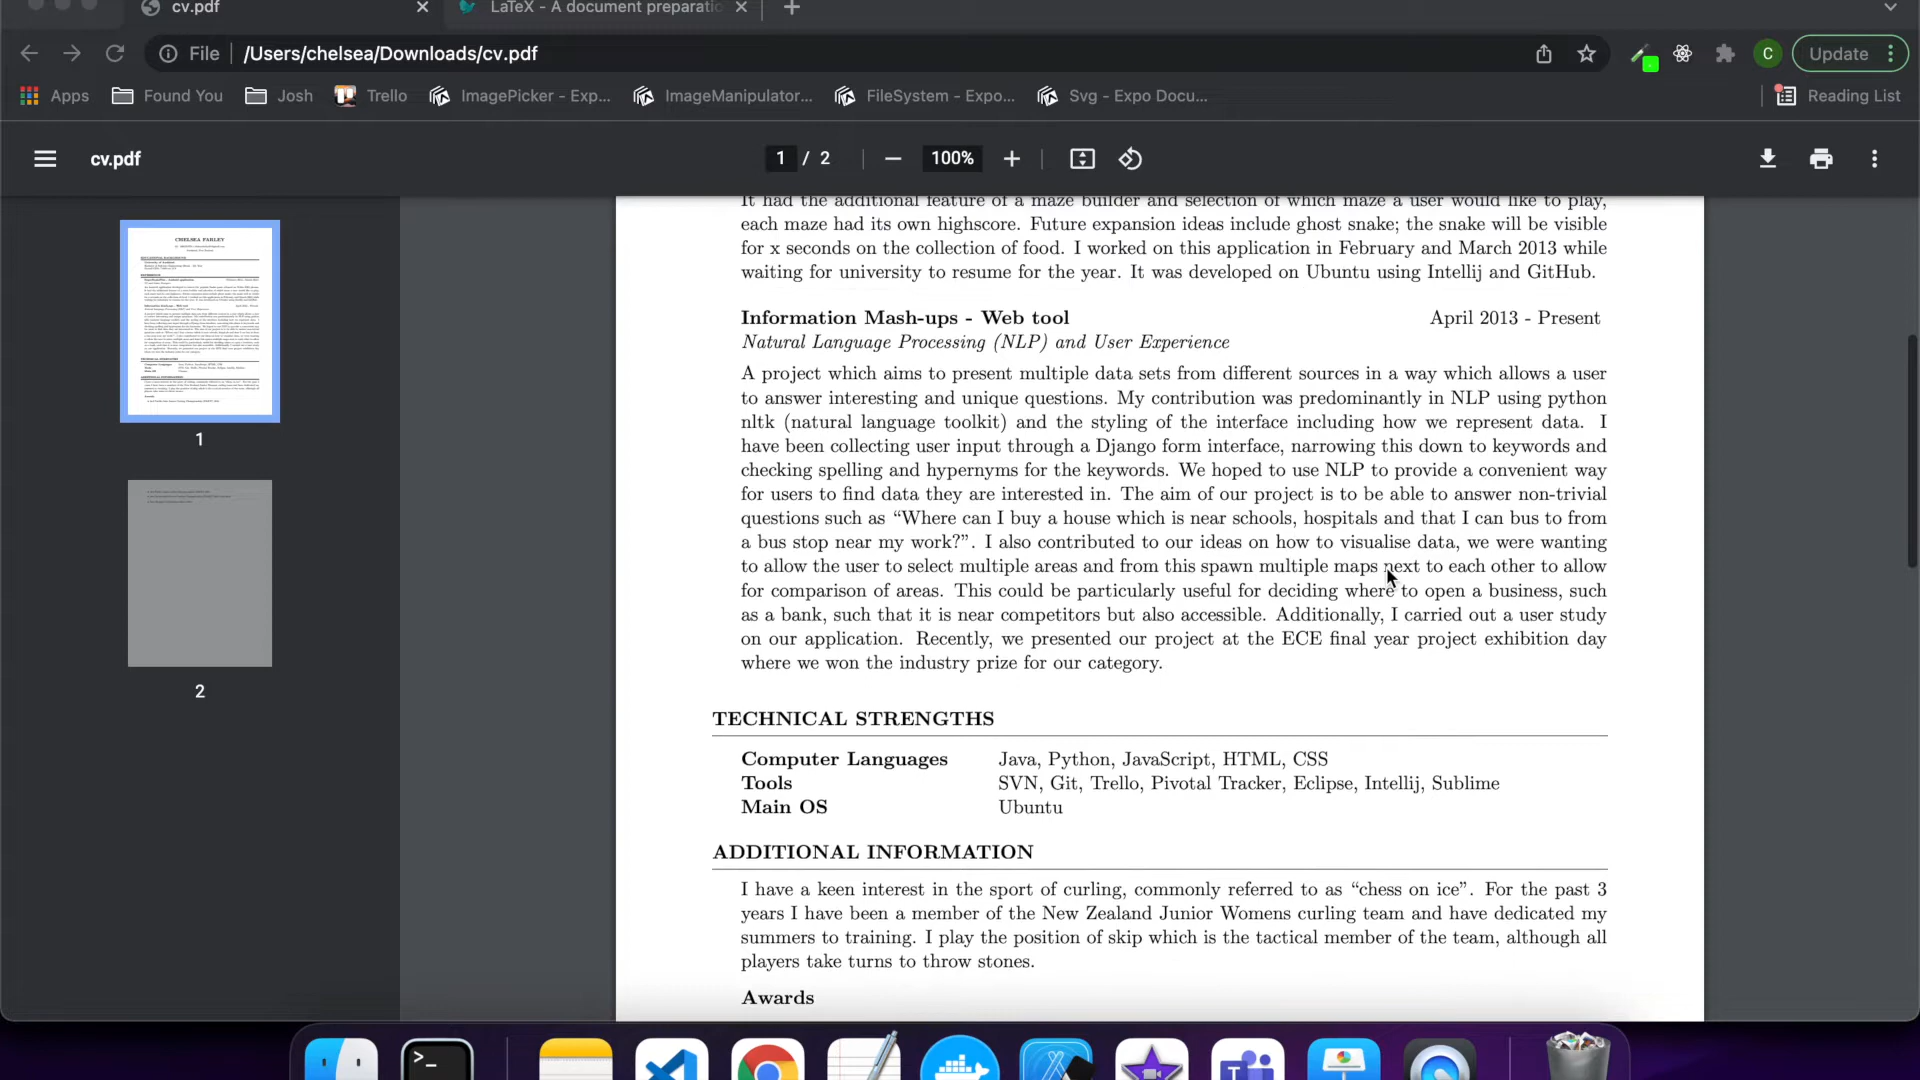 cv.pdf
LaTeX - A document preparatic
File
/Users/chelsea/Downloads/cv.pdf
C
Update
Apps
Found You
Josh
Trello
ImagePicker - Exp...
ImageManipulator...
FileSystem - Expo...
Svg - Expo Docu...
Reading List
cv.pdf
1 / 2
100%
CHELSEA FARLEY
1
2
It had the additional feature of a maze builder and selection of which maze a user would like to play,
each maze had its own highscore. Future expansion ideas include ghost snake; the snake will be visible
for x seconds on the collection of food. I worked on this application in February and March 2013 while
waiting for university to resume for the year. It was developed on Ubuntu using Intellij and GitHub.
Information Mash-ups - Web tool April 2013 - Present
Natural Language Processing (NLP) and User Experience
A project which aims to present multiple data sets from different sources in a way which allows a user
to answer interesting and unique questions. My contribution was predominantly in NLP using python
nltk (natural language toolkit) and the styling of the interface including how we represent data. I
have been collecting user input through a Django form interface, narrowing this down to keywords and
checking spelling and hypernyms for the keywords. We hoped to use NLP to provide a convenient way
for users to find data they are interested in. The aim of our project is to be able to answer non-trivial
questions such as “Where can I buy a house which is near schools, hospitals and that I can bus to from
a bus stop near my work?”. I also contributed to our ideas on how to visualise data, we were wanting
to allow the user to select multiple areas and from this spawn multiple maps next to each other to allow
for comparison of areas. This could be particularly useful for deciding where to open a business, such
as a bank, such that it is near competitors but also accessible. Additionally, I carried out a user study
on our application. Recently, we presented our project at the ECE final year project exhibition day
where we won the industry prize for our category.
TECHNICAL STRENGTHS
Computer Languages Java, Python, JavaScript, HTML, CSS
Tools SVN, Git, Trello, Pivotal Tracker, Eclipse, Intellij, Sublime
Main OS Ubuntu
ADDITIONAL INFORMATION
I have a keen interest in the sport of curling, commonly referred to as “chess on ice”. For the past 3
years I have been a member of the New Zealand Junior Womens curling team and have dedicated my
summers to training. I play the position of skip which is the tactical member of the team, although all
players take turns to throw stones.
Awards